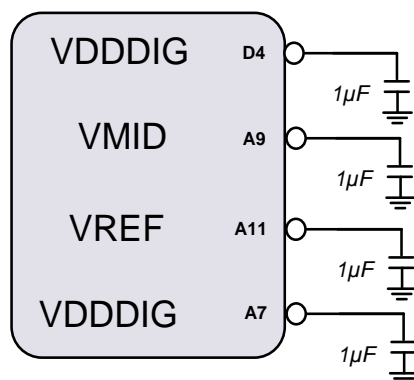 VDDDIG D4
1µF
VMID A9
1µF
VREF A11
1µF
VDDDIG A7
1µF